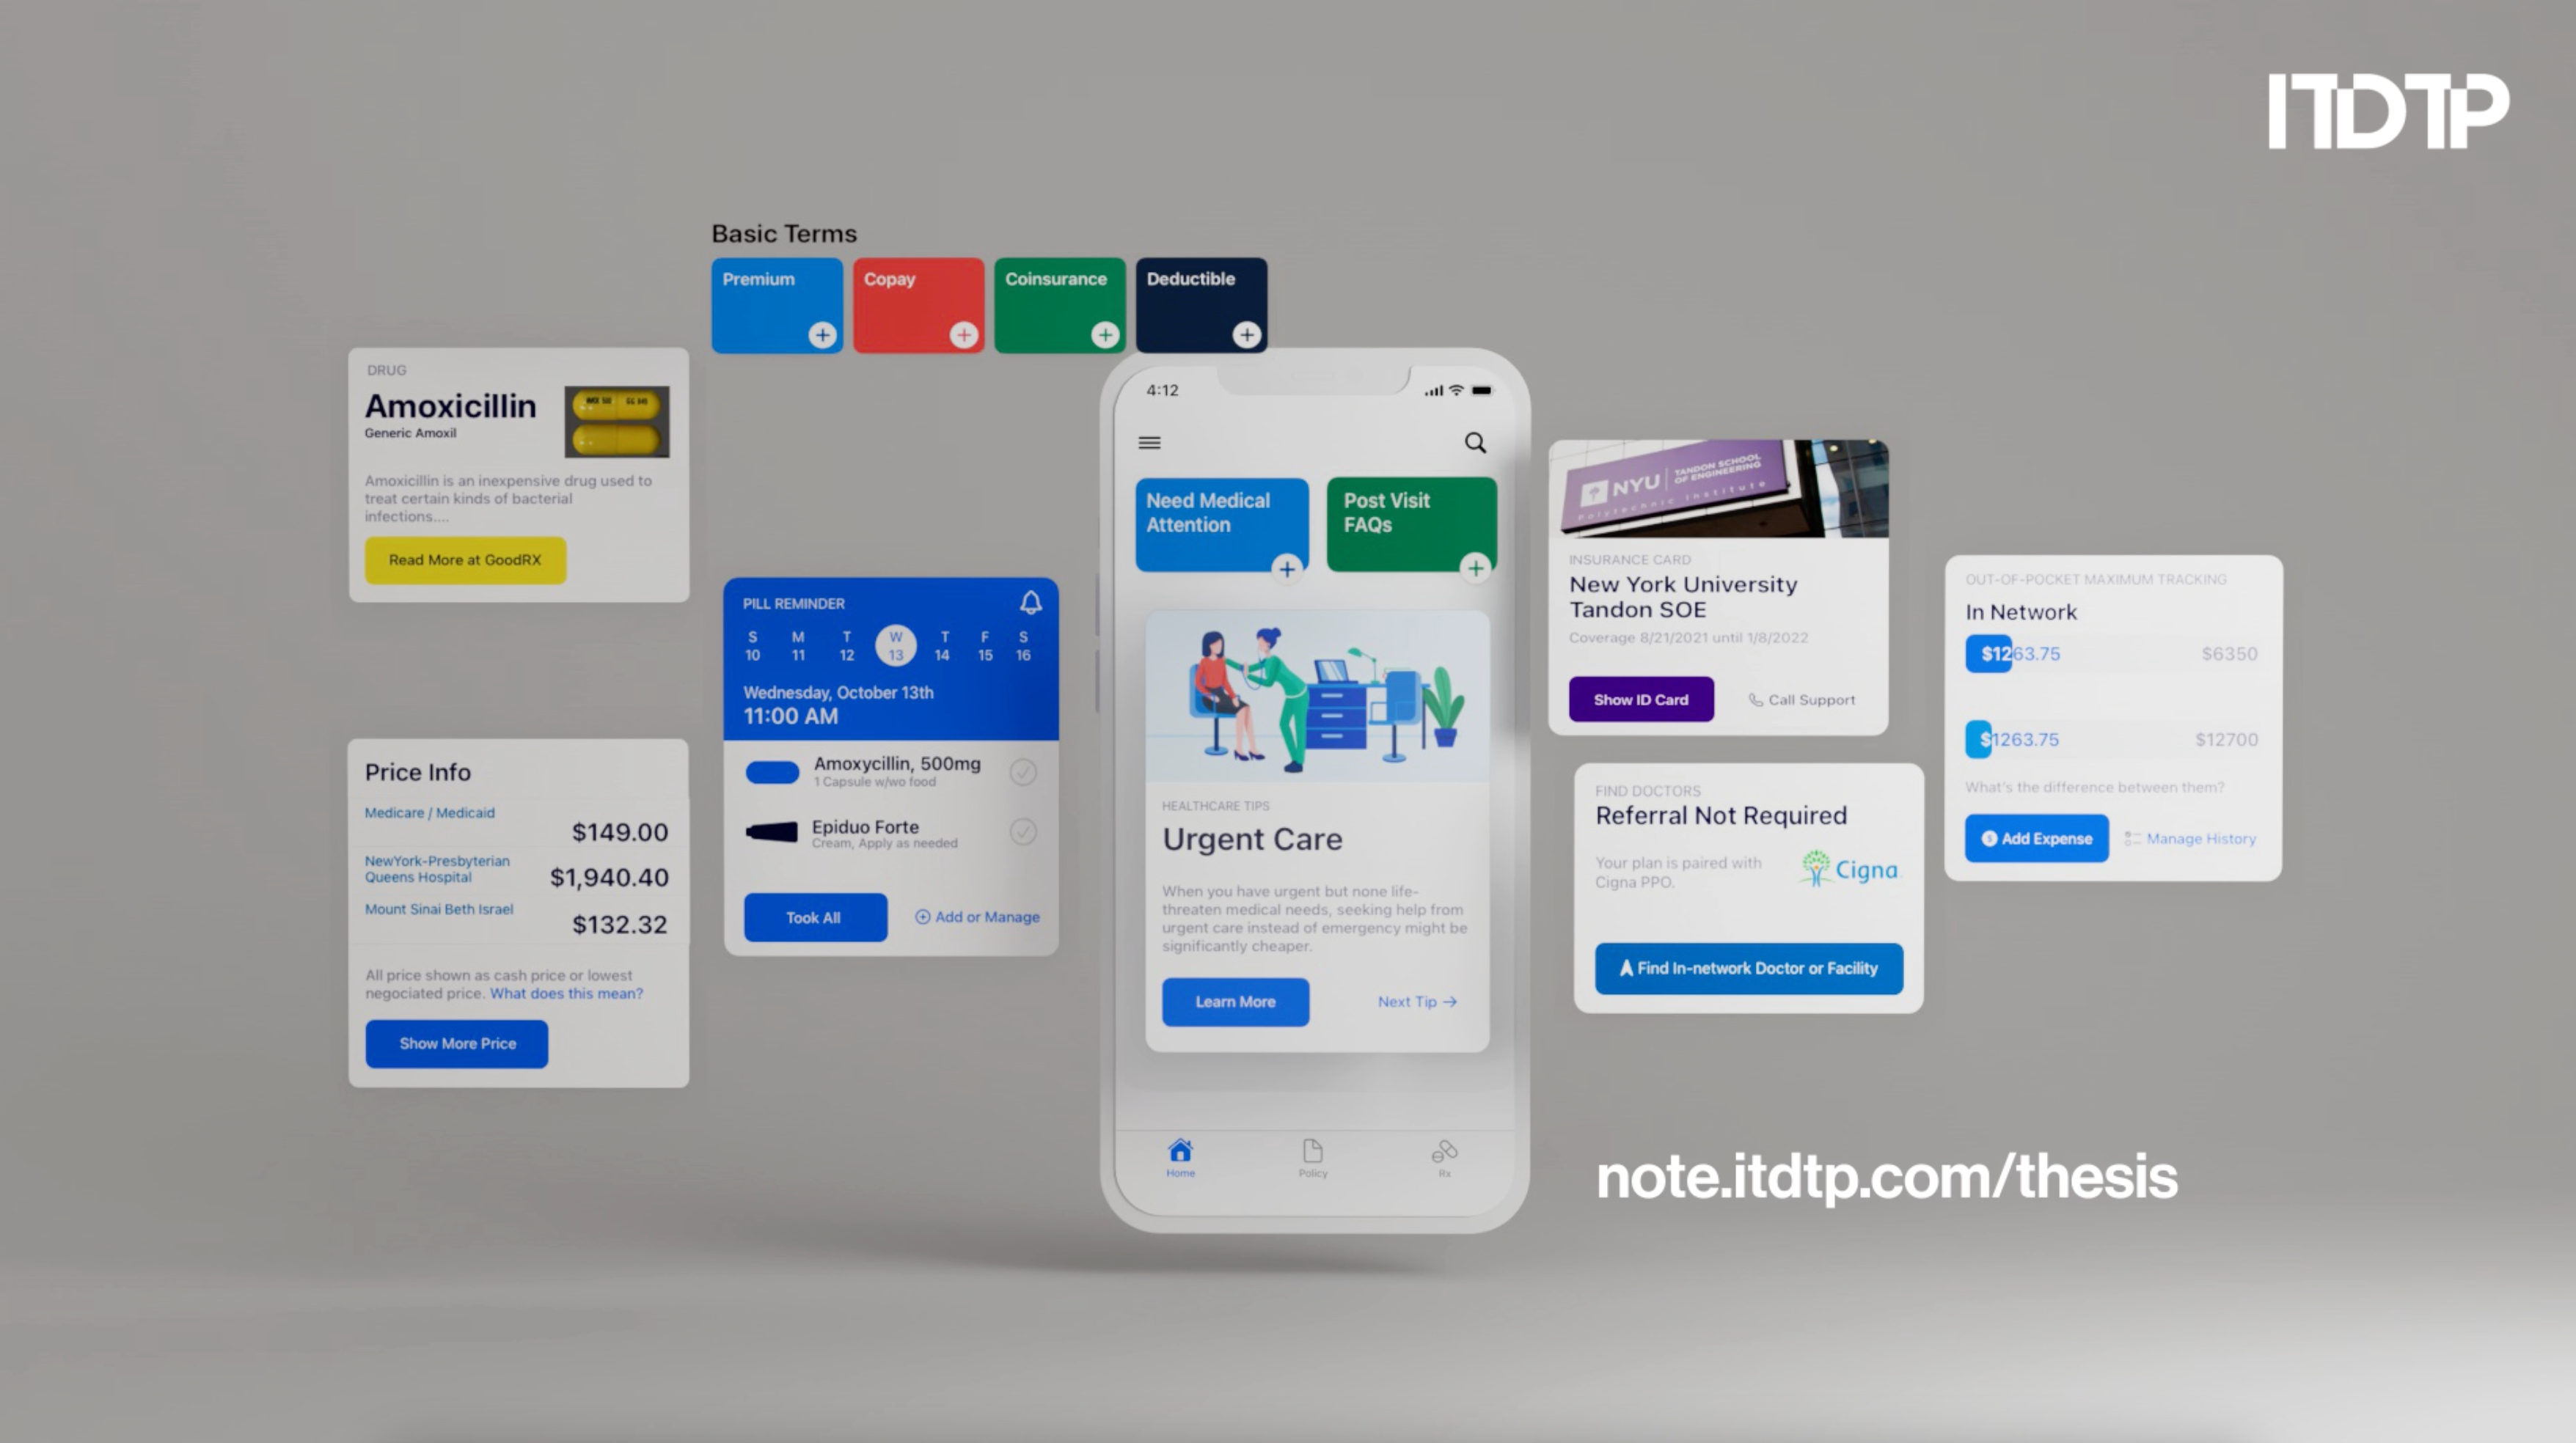 ITDTP
Basic Terms
Premium
Copay
Coinsurance
Deductible
DRUG
Amoxicillin
Generic Amoxil
Amoxicillin is an inexpensive drug used to
treat certain kinds of bacterial
infections....
Read More at GoodRX
Price Info
Medicare / Medicaid
$149.00
NewYork-Presbyterian
Queens Hospital
$1,940.40
Mount Sinai Beth Israel
$132.32
All price shown as cash price or lowest
negociated price. What does this mean?
Show More Price
PILL REMINDER
S M T W T F S
10 11 12 13 14 15 16
Wednesday, October 13th
11:00 AM
Amoxycillin, 500mg
1 Capsule w/wo food
Epiduo Forte
Cream, Apply as needed
Took All
Add or Manage
4:12
Need Medical
Attention
Post Visit
FAQs
HEALTHCARE TIPS
Urgent Care
When you have urgent but none life-
threaten medical needs, seeking help from
urgent care instead of emergency might be
significantly cheaper.
Learn More
Next Tip →
Home
Policy
Rx
NYU TANDON SCHOOL
OF ENGINEERING
Polytechnic Institute
INSURANCE CARD
New York University
Tandon SOE
Coverage 8/21/2021 until 1/8/2022
Show ID Card
Call Support
FIND DOCTORS
Referral Not Required
Your plan is paired with
Cigna PPO.
Cigna
Find In-network Doctor or Facility
OUT-OF-POCKET MAXIMUM TRACKING
In Network
$1263.75 $6350
$1263.75 $12700
What's the difference between them?
Add Expense
Manage History
note.itdtp.com/thesis